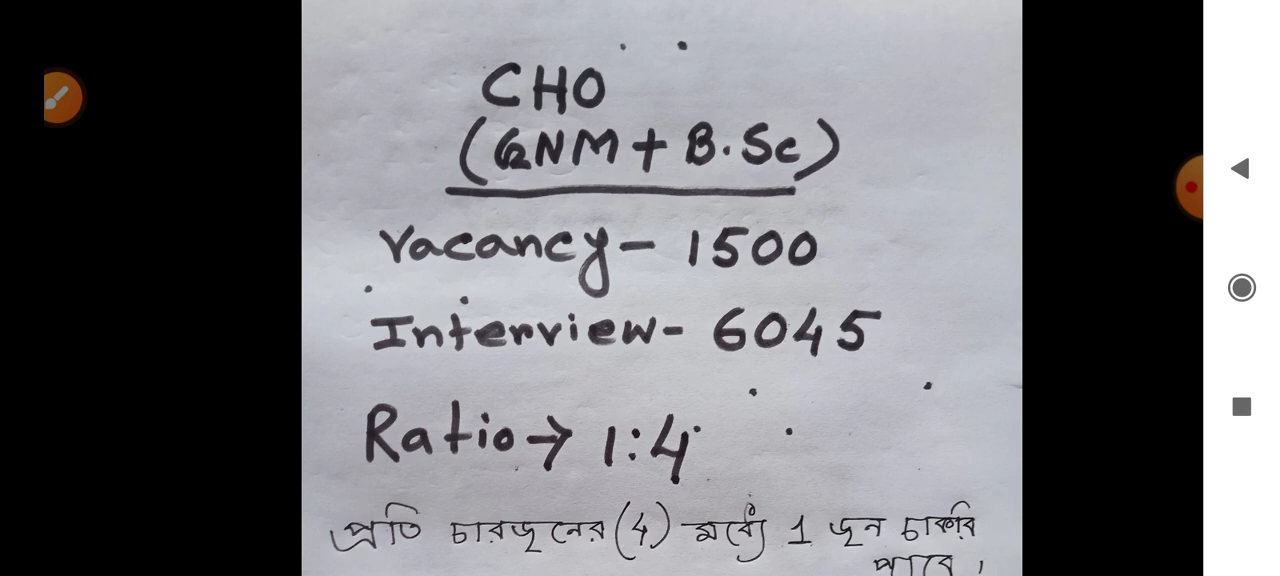 CHO
(GNM + B.Sc)
Vacancy - 1500
Interview - 6045
Ratio → 1:4
প্রতি চারজনের (4) মধ্যে 1 জন চাকরি
পাবে।